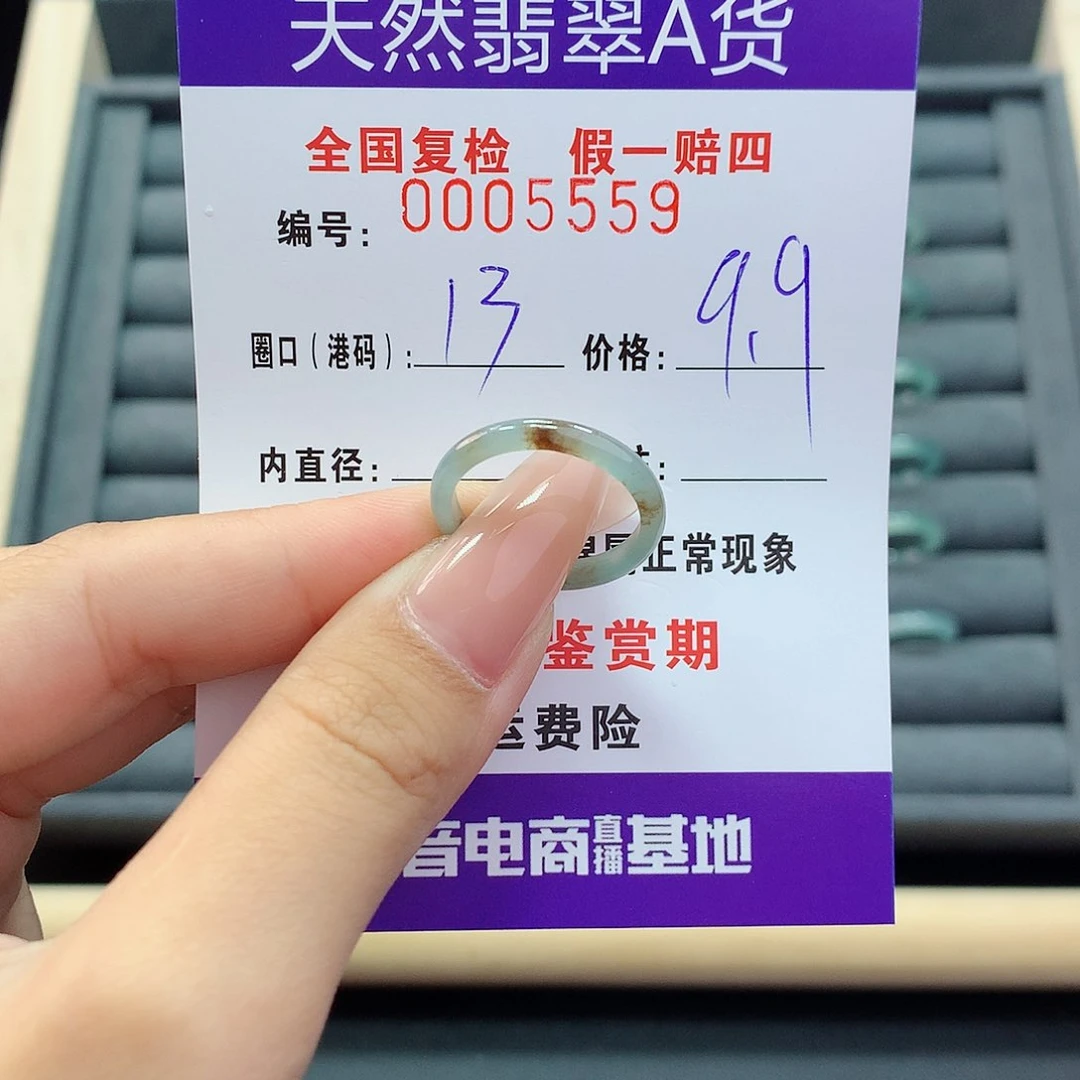 天然翡翠A货
全国复检 假一赔四
编号: 0005559
圈口(港码): 13 价格: 9.9
内直径: :
正常现象
鉴赏期
运费险
音电商直播基地